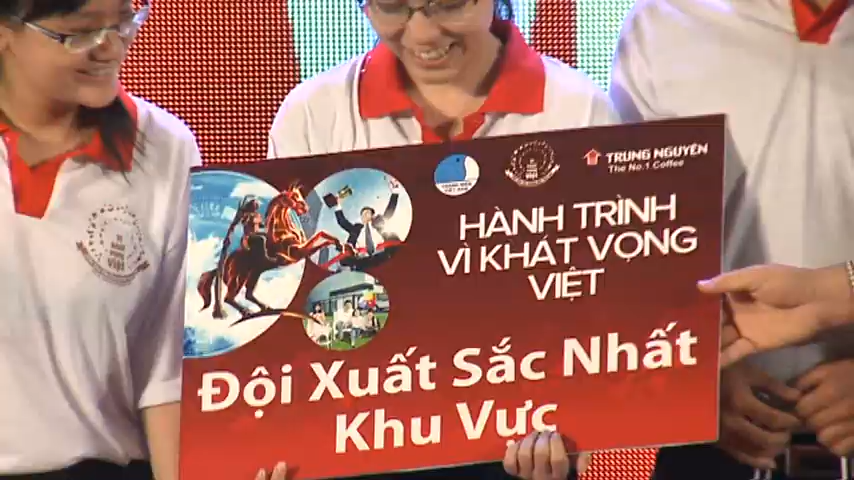 TRUNG NGUYÊN
The No.1 Coffee
HÀNH TRÌNH
VÌ KHÁT VỌNG
VIỆT
Đội Xuất Sắc Nhất
Khu Vực